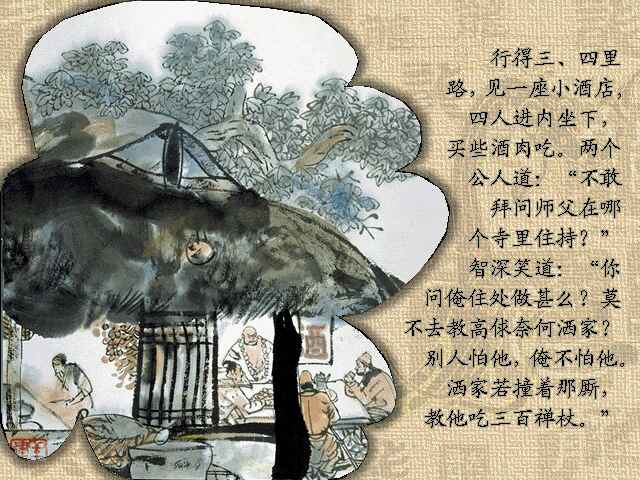 行得三、四里
路，见一座小酒店，
四人进内坐下，
买些酒肉吃。两个
公人道：“不敢
拜问师父在哪
个寺里住持？”
智深笑道：“你
问俺住处做甚么？莫
不去教高俅奈何洒家？
别人怕他，俺不怕他。
洒家若撞着那厮，
教他吃三百禅杖。”
酒